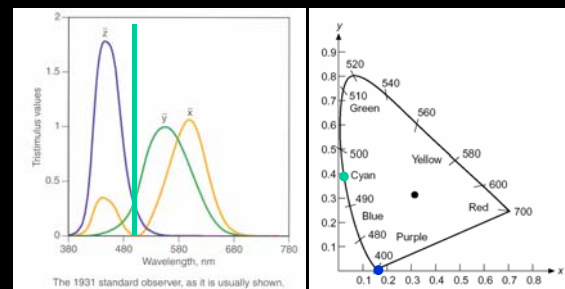 2
1.5
1
0.5
0
Tristimulus values
z̄
ȳ
x̄
380 480 580 680 780
Wavelength, nm
The 1931 standard observer, as it is usually shown.
y
0.9
0.8
0.7
0.6
0.5
0.4
0.3
0.2
0.1
520
540
510
Green
560
500
Yellow
580
Cyan
600
490
Blue
Red
700
480
Purple
400
0.1 0.2 0.3 0.4 0.5 0.6 0.7 0.8
x